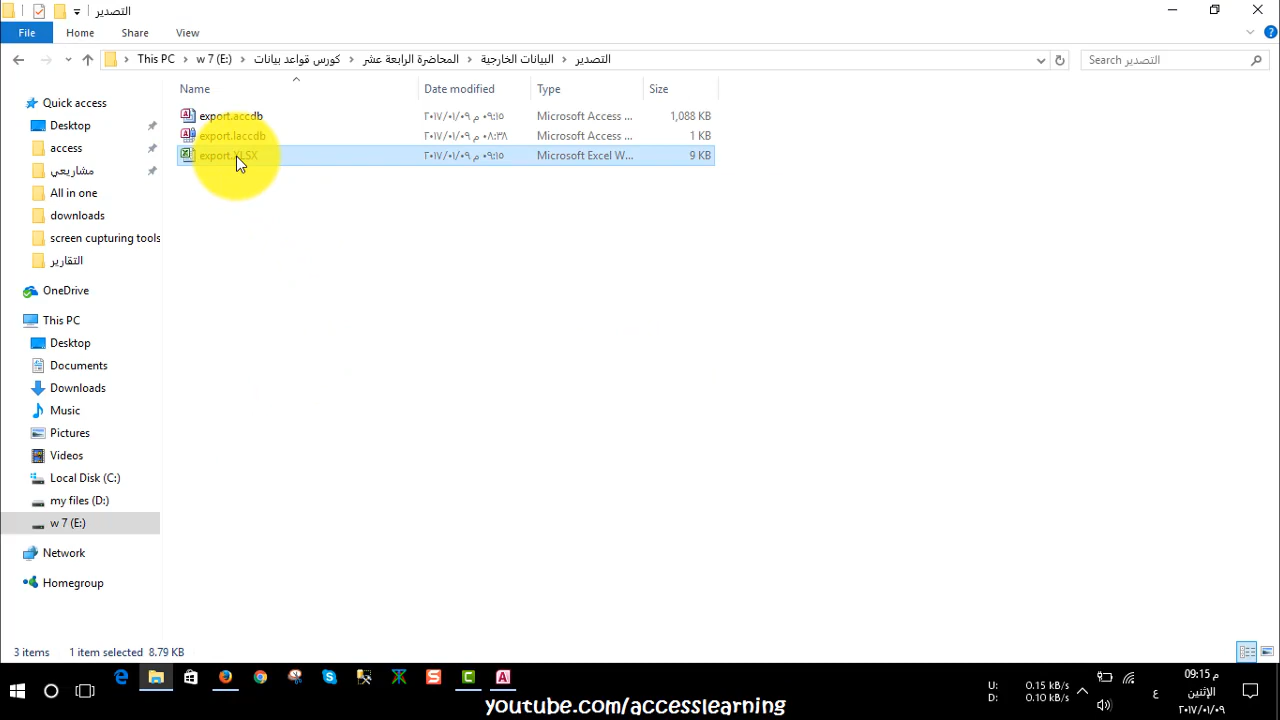 التصدير
File Home Share View
This PC w 7 (E:) كورس قواعد بيانات المحاضرة الرابعة عشر البيانات الخارجية التصدير
Search التصدير
Name Date modified Type Size
export.accdb ٢٠١٧/٠١/٠٩ م ٠٩:١٥ Microsoft Access ... 1,088 KB
export.laccdb ٢٠١٧/٠١/٠٩ م ٠٨:٣٨ Microsoft Access ... 1 KB
export.XLSX ٢٠١٧/٠١/٠٩ م ٠٩:١٥ Microsoft Excel W... 9 KB
Quick access
Desktop
access
مشاريعي
All in one
downloads
screen cupturing tools
التقارير
OneDrive
This PC
Desktop
Documents
Downloads
Music
Pictures
Videos
Local Disk (C:)
my files (D:)
w 7 (E:)
Network
Homegroup
3 items 1 item selected 8.79 KB
U: 0.15 kB/s
D: 0.10 kB/s
ع
م 09:15
الإثنين
٢٠١٧/٠١/٠٩
youtube.com/accesslearning